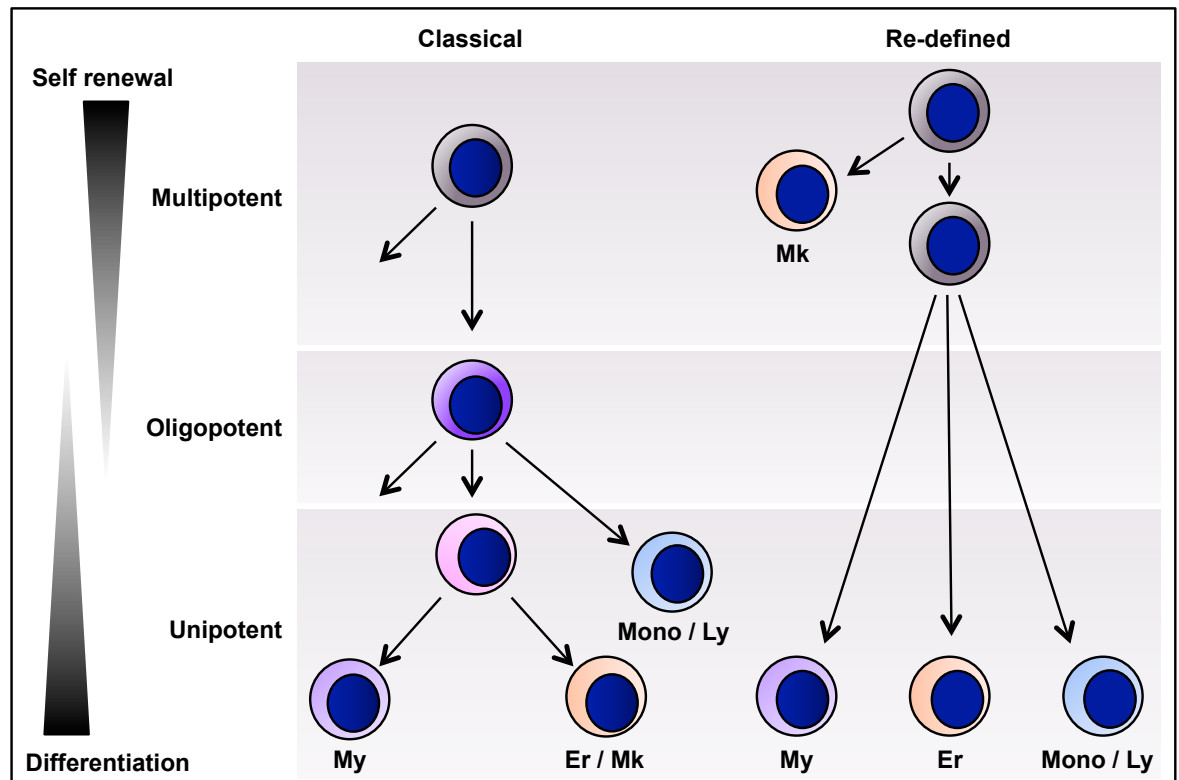 Classical
Re-defined
Self renewal
Multipotent
Mk
Oligopotent
Unipotent
Mono / Ly
My
Er / Mk
My
Er
Mono / Ly
Differentiation